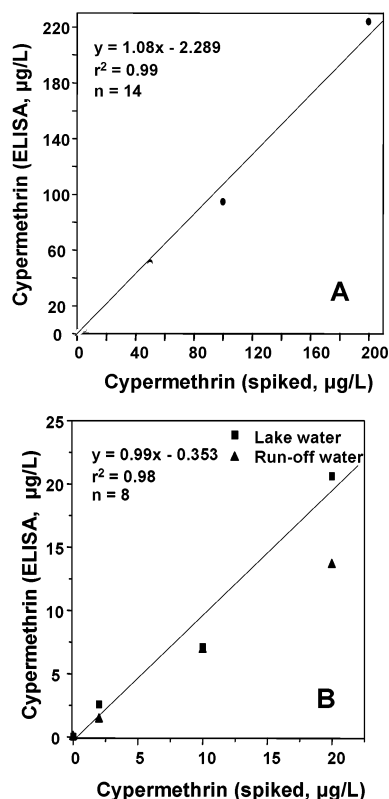 220
180
140
100
60
20
0
Cypermethrin (ELISA, µg/L)
y = 1.08x - 2.289
r² = 0.99
n = 14
A
0 40 80 120 160 200
Cypermethrin (spiked, µg/L)
25
20
15
10
5
0
Cypermethrin (ELISA, µg/L)
Lake water
Run-off water
y = 0.99x - 0.353
r² = 0.98
n = 8
B
0 5 10 15 20
Cypermethrin (spiked, µg/L)